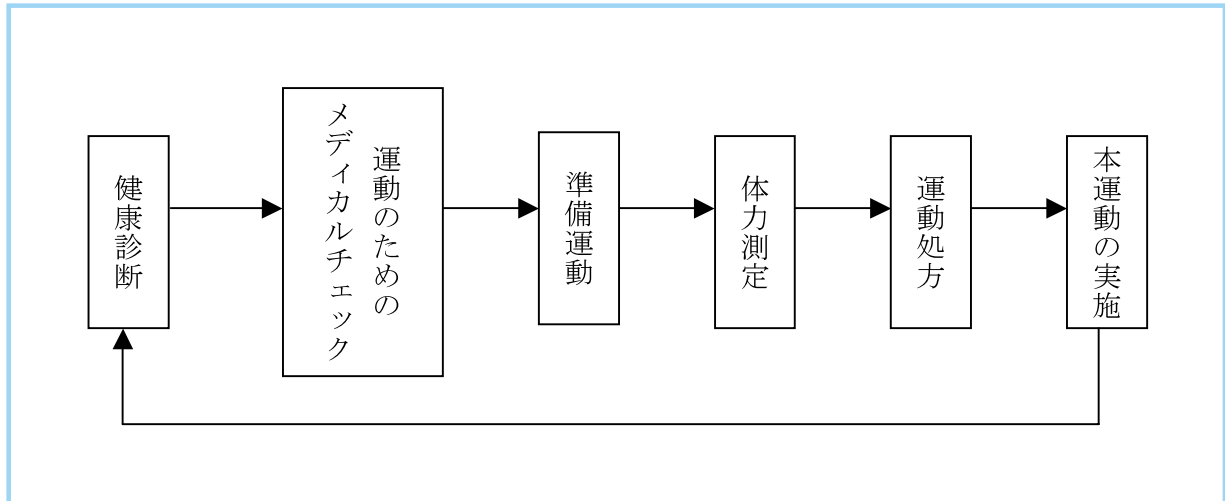 健康診断
運動のための
メディカルチェック
準備運動
体力測定
運動処方
本運動の実施